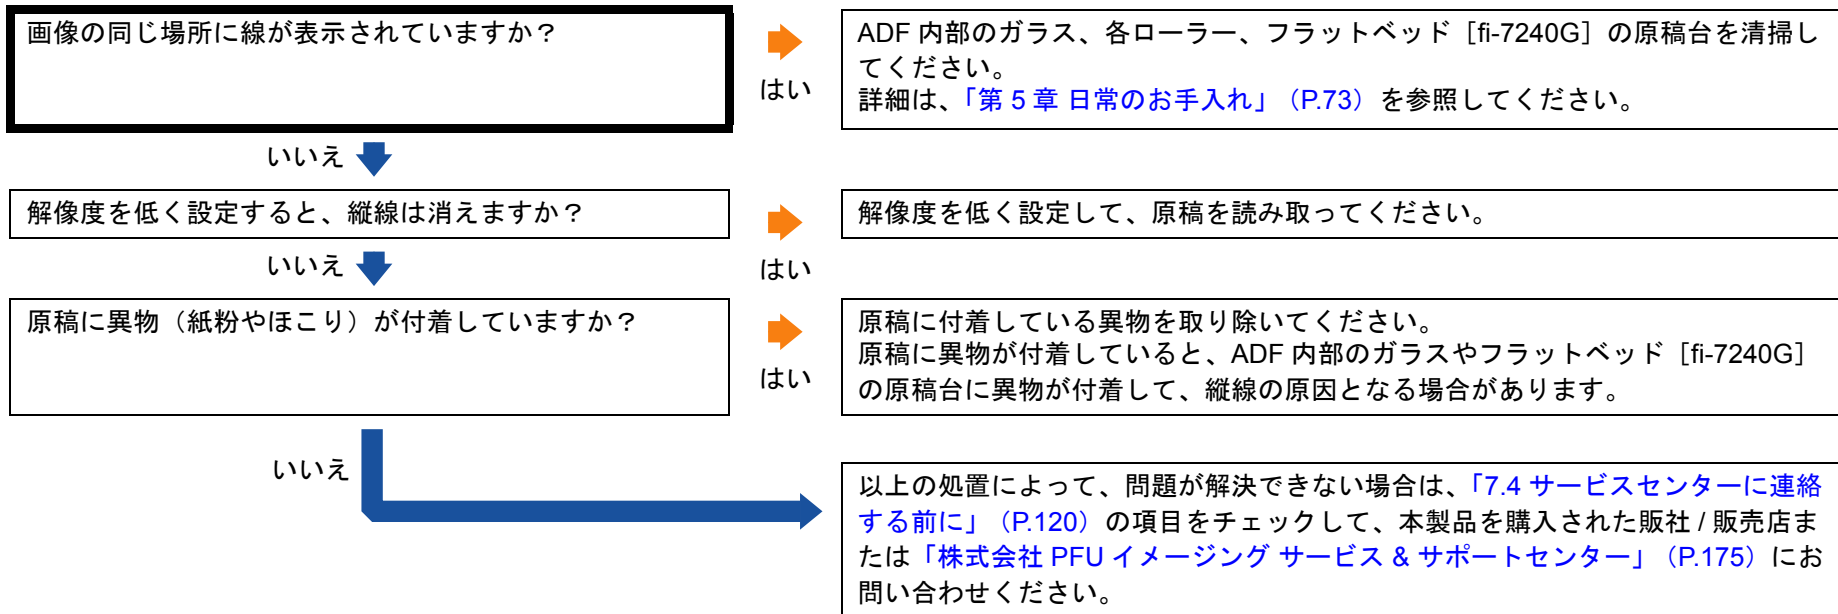 画像の同じ場所に線が表示されていますか？
はい
ADF 内部のガラス、各ローラー、フラットベッド［fi-7240G］の原稿台を清掃し
てください。
詳細は、「第 5 章 日常のお手入れ」（P.73）を参照してください。
いいえ
解像度を低く設定すると、縦線は消えますか？
はい
解像度を低く設定して、原稿を読み取ってください。
いいえ
原稿に異物（紙粉やほこり）が付着していますか？
はい
原稿に付着している異物を取り除いてください。
原稿に異物が付着していると、ADF 内部のガラスやフラットベッド［fi-7240G］
の原稿台に異物が付着して、縦線の原因となる場合があります。
いいえ
以上の処置によって、問題が解決できない場合は、「7.4 サービスセンターに連絡
する前に」（P.120）の項目をチェックして、本製品を購入された販社 / 販売店ま
たは「株式会社 PFU イメージング サービス & サポートセンター」（P.175）にお
問い合わせください。